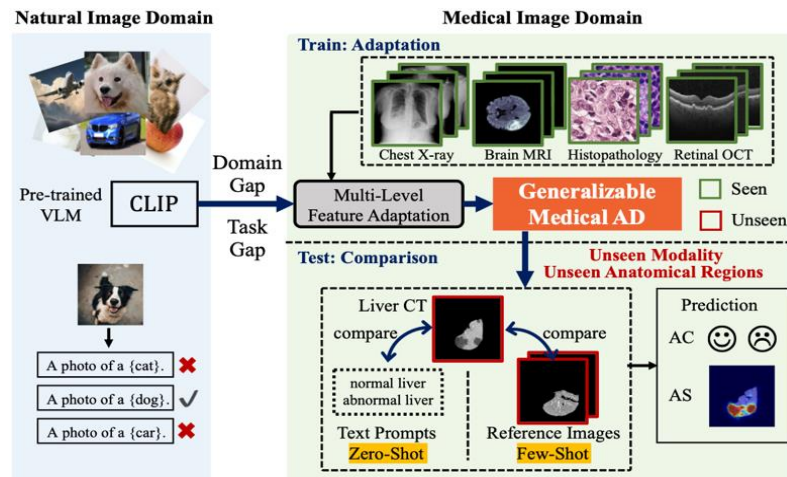 Natural Image Domain
Pre-trained
VLM
CLIP
A photo of a {cat}.
A photo of a {dog}.
A photo of a {car}.
Domain
Gap
Task
Gap
Medical Image Domain
Train: Adaptation
Chest X-ray
Brain MRI
Histopathology
Retinal OCT
Multi-Level
Feature Adaptation
Generalizable
Medical AD
Seen
Unseen
Test: Comparison
Unseen Modality
Unseen Anatomical Regions
Liver CT
compare
compare
normal liver
abnormal liver
Text Prompts
Zero-Shot
Reference Images
Few-Shot
Prediction
AC
AS